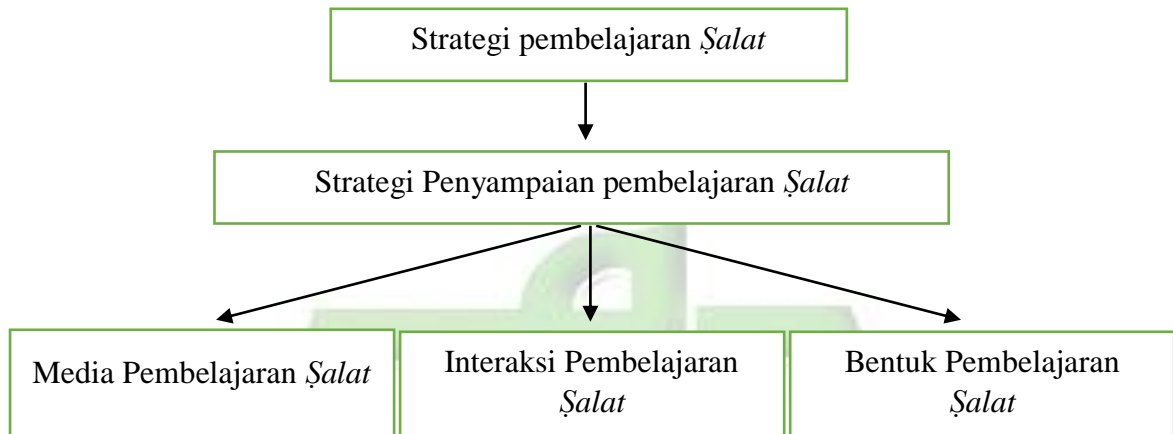 Strategi pembelajaran Ṣalat
Strategi Penyampaian pembelajaran Ṣalat
Media Pembelajaran Ṣalat
Interaksi Pembelajaran
Ṣalat
Bentuk Pembelajaran
Ṣalat